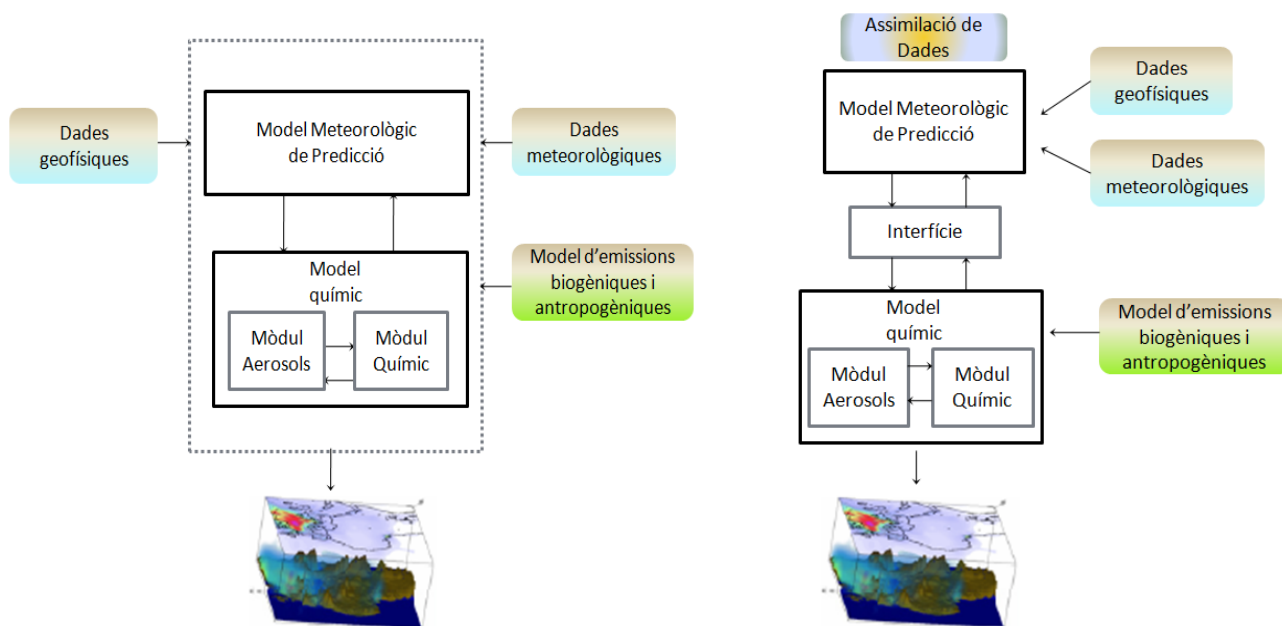 Dades
geofísiques
Model Meteorològic
de Predicció
Dades
meteorològiques
Model
químic
Mòdul
Aerosols
Mòdul
Químic
Model d’emissions
biogèniques i
antropogèniques
Assimilació de
Dades
Model Meteorològic
de Predicció
Dades
geofísiques
Dades
meteorològiques
Interfície
Model
químic
Mòdul
Aerosols
Mòdul
Químic
Model d’emissions
biogèniques i
antropogèniques